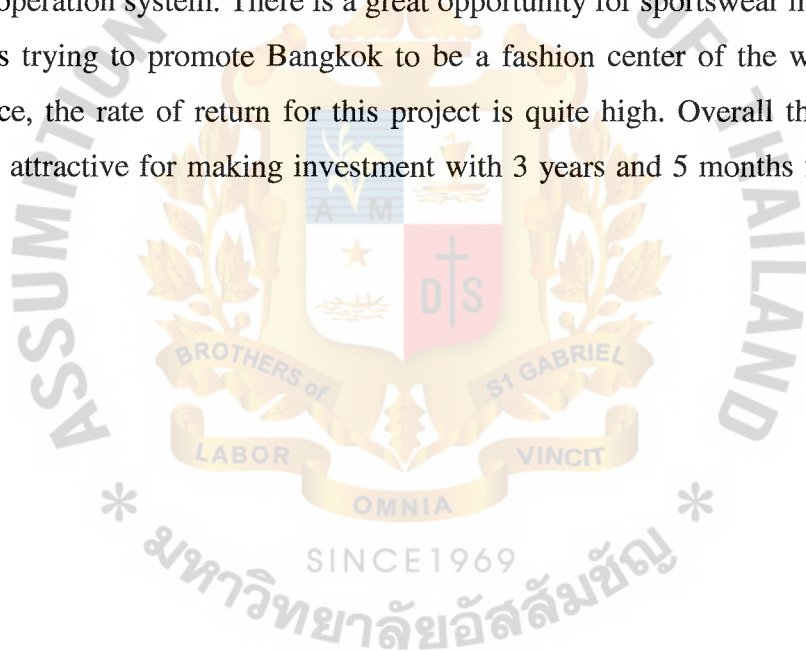 operation system. There is a great opportunity for sportswear in
s trying to promote Bangkok to be a fashion center of the w
ce, the rate of return for this project is quite high. Overall th
attractive for making investment with 3 years and 5 months
ASSUMPTION
OF
THAILAND
A M
D S
BROTHERS of
ST GABRIEL
LABOR
VINCIT
OMNIA
* *
SINCE1969
มหาวิทยาลัยอัสสัมชัญ